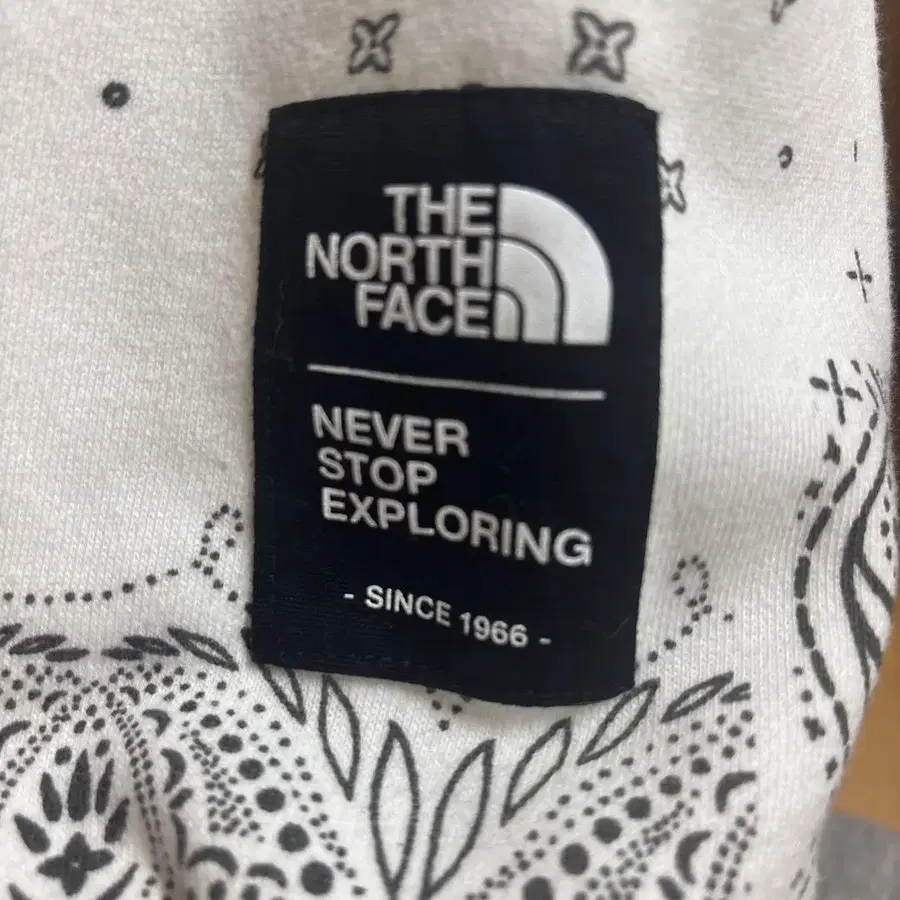 THE
NORTH
FACE
NEVER
STOP
EXPLORING
- SINCE 1966 -